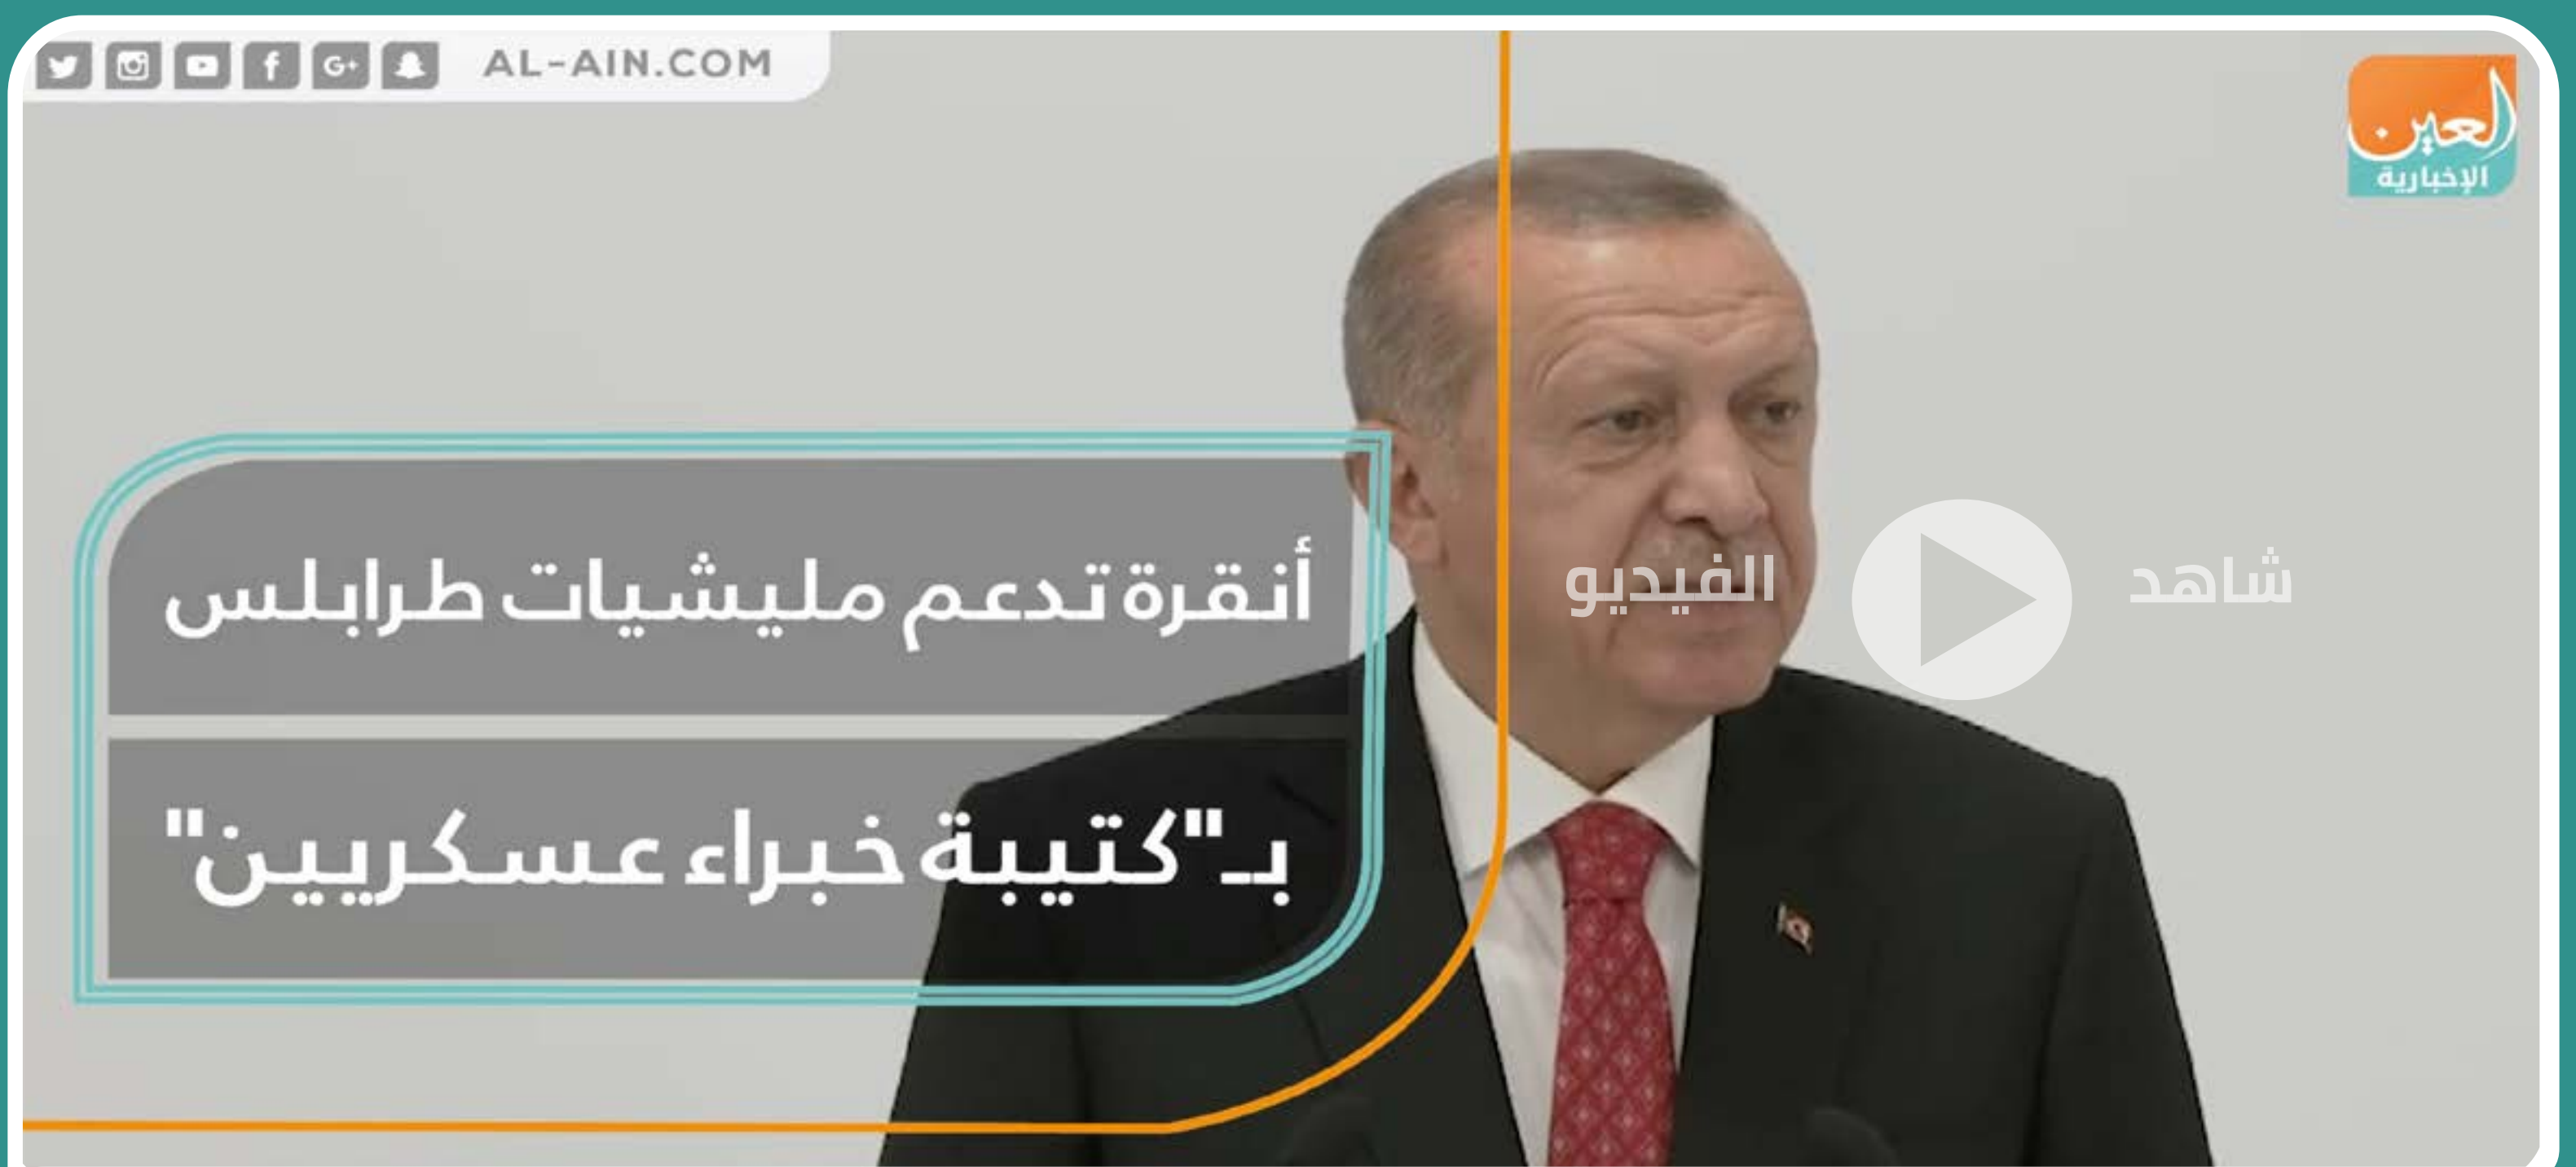 AL-AIN.COM
العين
الإخبارية
أنقرة تدعم مليشيات طرابلس
شاهد الفيديو
بـ"كتيبة خبراء عسكريين"